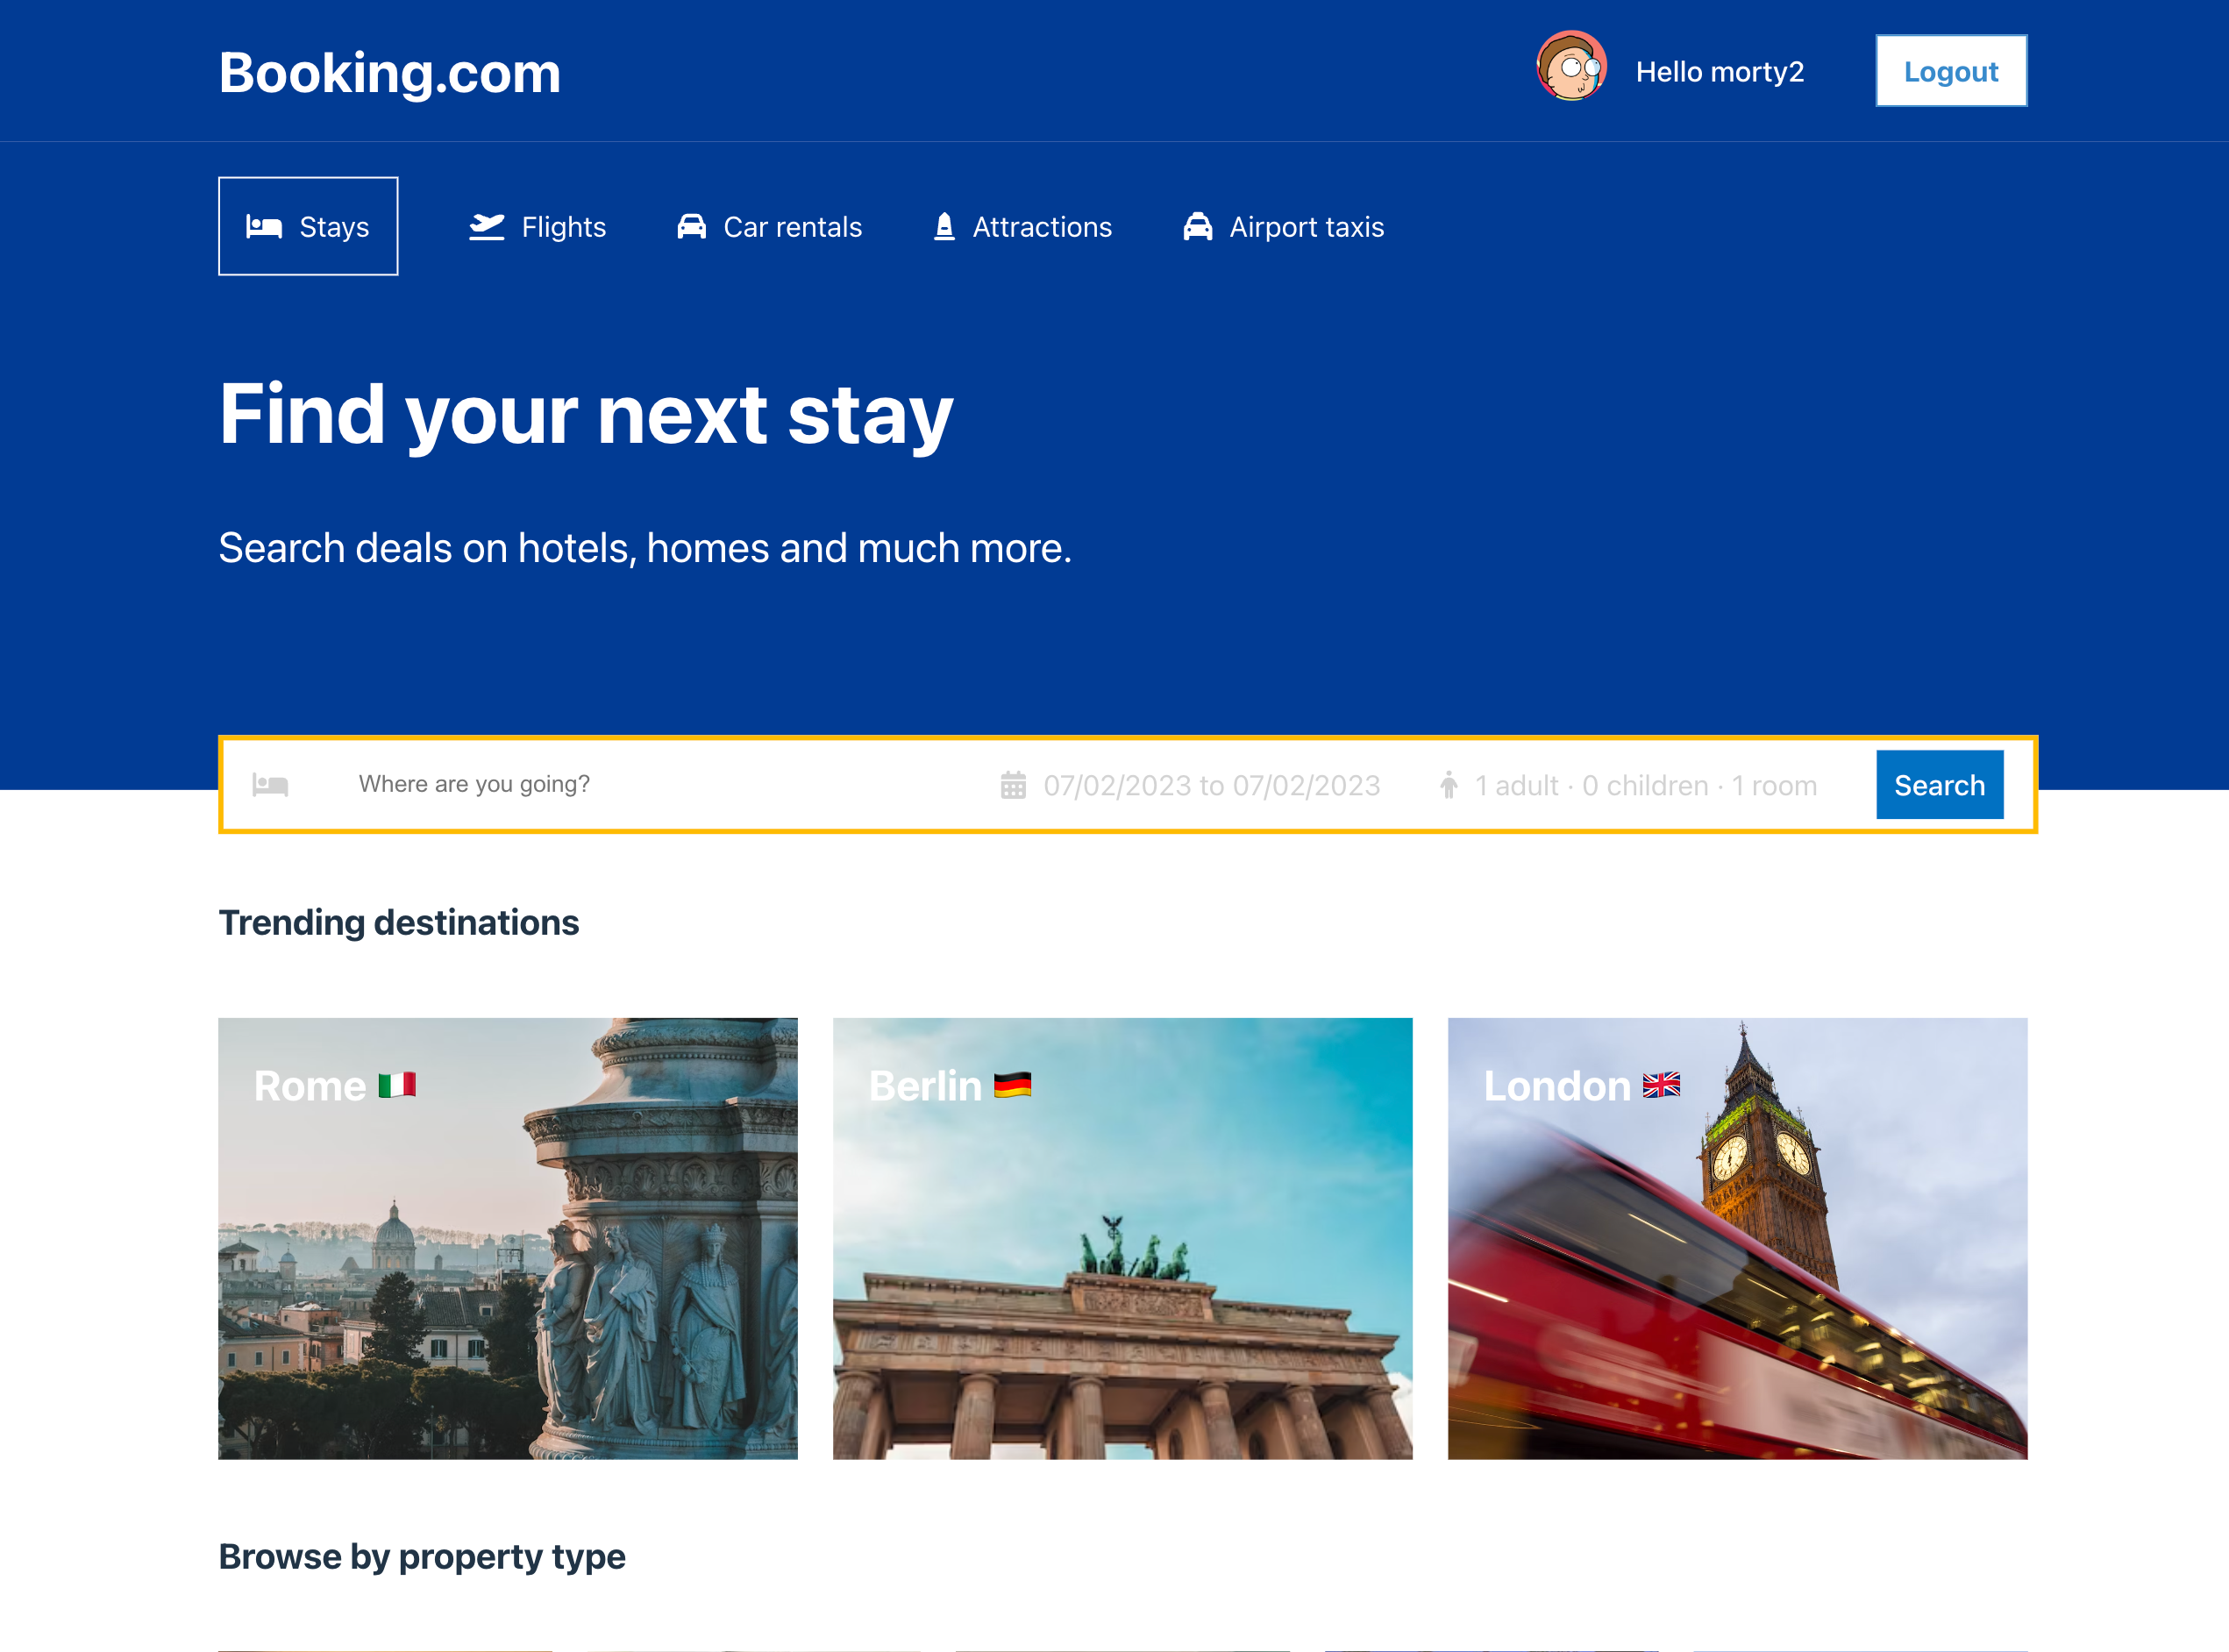 Booking.com
Hello morty2
Logout
Stays
Flights
Car rentals
Attractions
Airport taxis
Find your next stay
Search deals on hotels, homes and much more.
Where are you going?
07/02/2023 to 07/02/2023
1 adult · 0 children · 1 room
Search
Trending destinations
Rome 🇮🇹
Berlin 🇩🇪
London 🇬🇧
Browse by property type